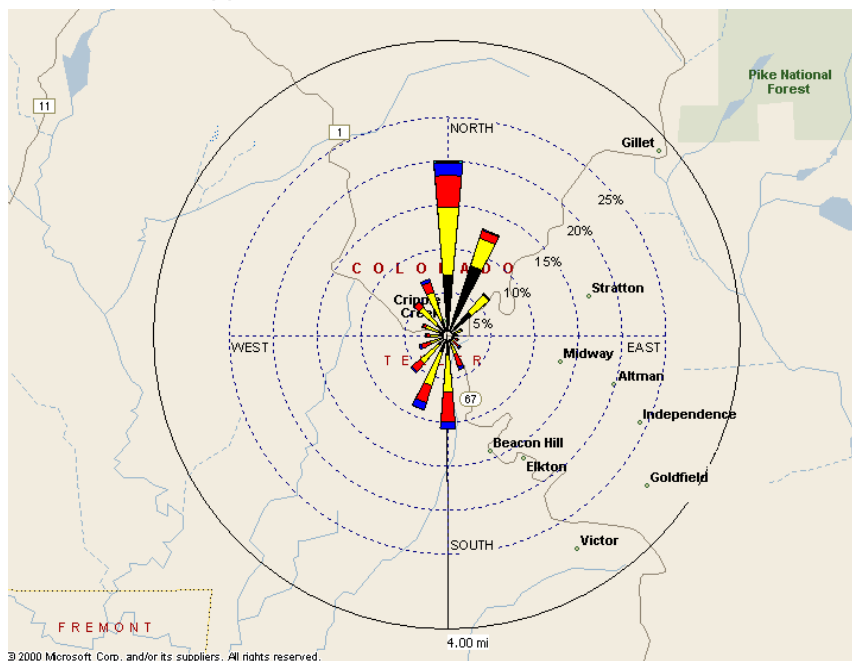 Pike National
Forest
11
1
NORTH
Gillet
25%
20%
C O L O R A D O
15%
Stratton
10%
Cripple
Creek
5%
WEST
EAST
T E L L E R
Midway
Altman
67
Independence
Beacon Hill
Elkton
Goldfield
SOUTH
Victor
F R E M O N T
4.00 mi
© 2000 Microsoft Corp. and/or its suppliers. All rights reserved.